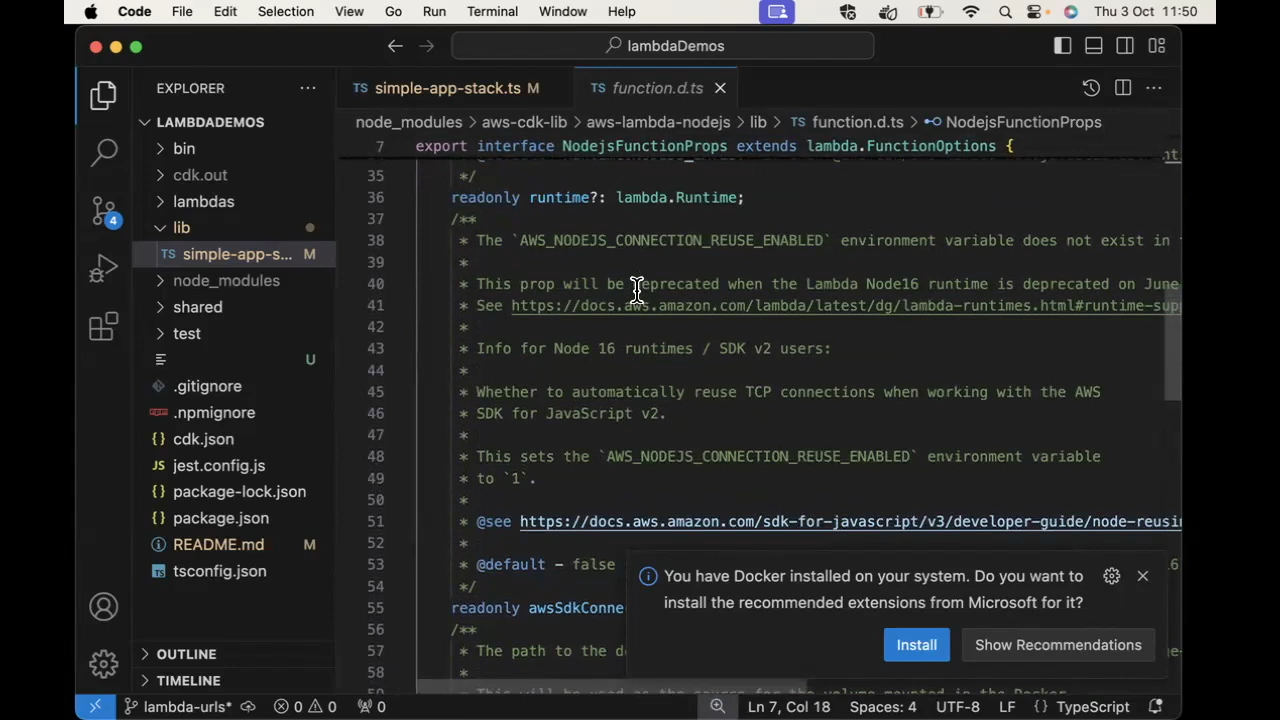 Code File Edit Selection View Go Run Terminal Window Help Thu 3 Oct 11:50
lambdaDemos
EXPLORER
TS simple-app-stack.ts M TS function.d.ts
LAMBDADEMOS
node_modules > aws-cdk-lib > aws-lambda-nodejs > lib > TS function.d.ts > NodejsFunctionProps
bin
cdk.out
lambdas
lib
TS simple-app-s... M
node_modules
shared
test
U
.gitignore
.npmignore
cdk.json
jest.config.js
package-lock.json
package.json
README.md M
tsconfig.json
OUTLINE
TIMELINE
4
7 export interface NodejsFunctionProps extends lambda.FunctionOptions {
35 */
36 readonly runtime?: lambda.Runtime;
37 /**
38 * The `AWS_NODEJS_CONNECTION_REUSE_ENABLED` environment variable does not exist in
39 *
40 * This prop will be deprecated when the Lambda Node16 runtime is deprecated on June
41 * See https://docs.aws.amazon.com/lambda/latest/dg/lambda-runtimes.html#runtime-sup
42 *
43 * Info for Node 16 runtimes / SDK v2 users:
44 *
45 * Whether to automatically reuse TCP connections when working with the AWS
46 * SDK for JavaScript v2.
47 *
48 * This sets the `AWS_NODEJS_CONNECTION_REUSE_ENABLED` environment variable
49 * to `1`.
50 *
51 * @see https://docs.aws.amazon.com/sdk-for-javascript/v3/developer-guide/node-reusin
52 *
53 * @default - false
54 */
55 readonly awsSdkConne
56 /**
57 * The path to the d
58 *
You have Docker installed on your system. Do you want to
install the recommended extensions from Microsoft for it?
Install Show Recommendations
lambda-urls* 0 0 0 Ln 7, Col 18 Spaces: 4 UTF-8 LF {} TypeScript